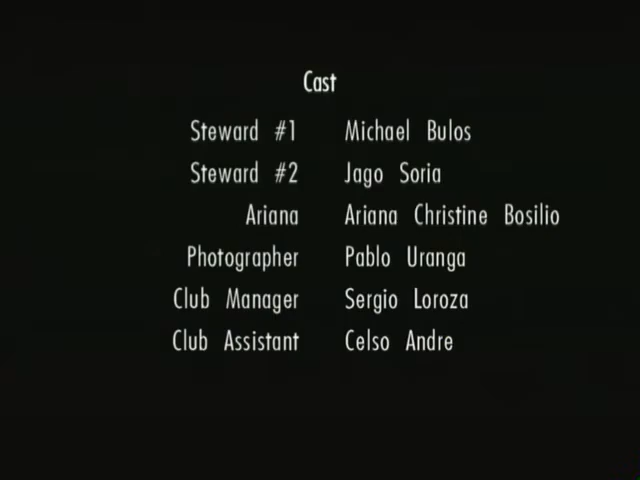 Cast
Steward #1 Michael Bulos
Steward #2 Jago Soria
Ariana Ariana Christine Bosilio
Photographer Pablo Uranga
Club Manager Sergio Loroza
Club Assistant Celso Andre